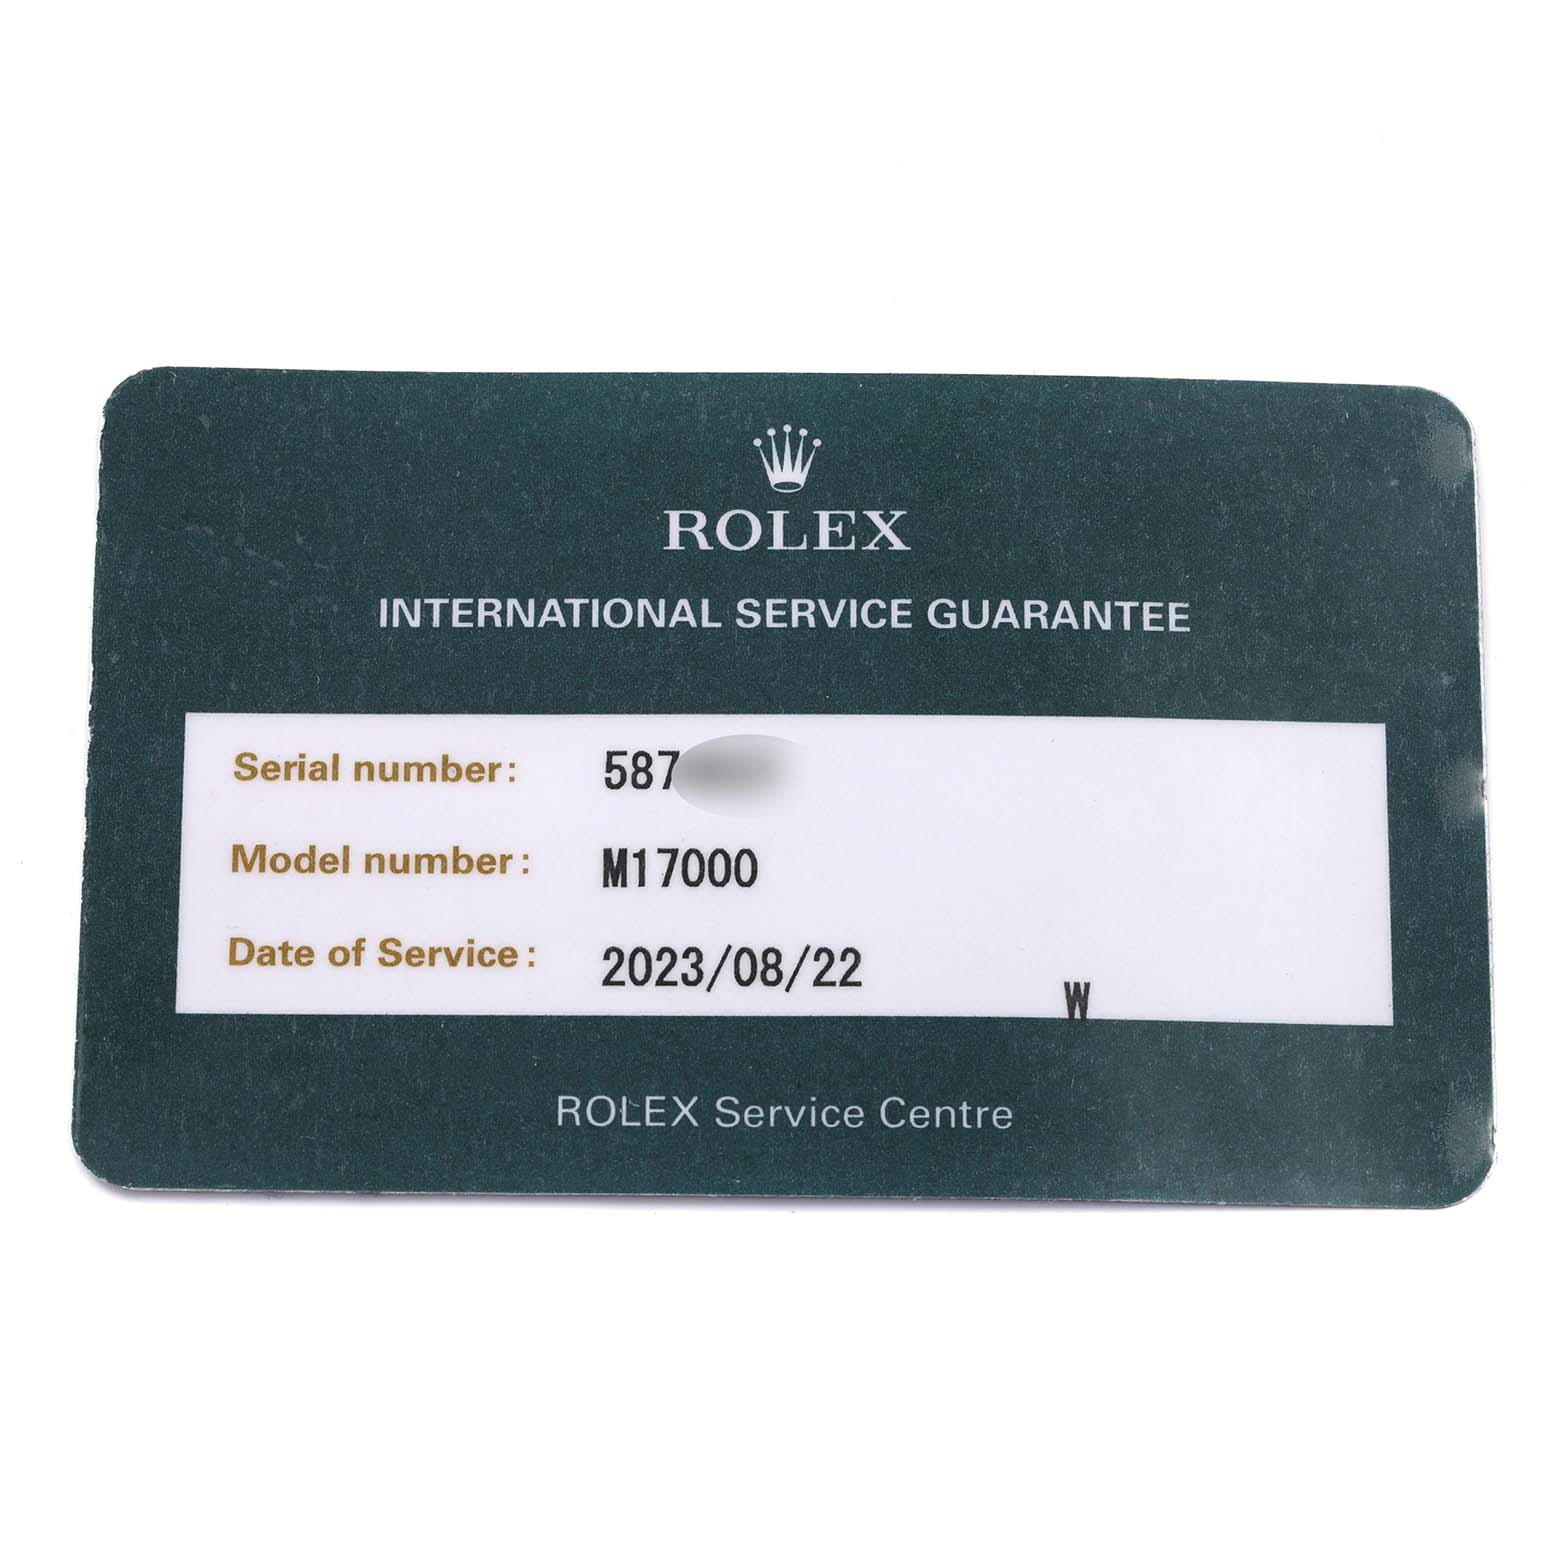 ROLEX
INTERNATIONAL SERVICE GUARANTEE
Serial number: 587
Model number: M17000
Date of Service: 2023/08/22
W
ROLEX Service Centre